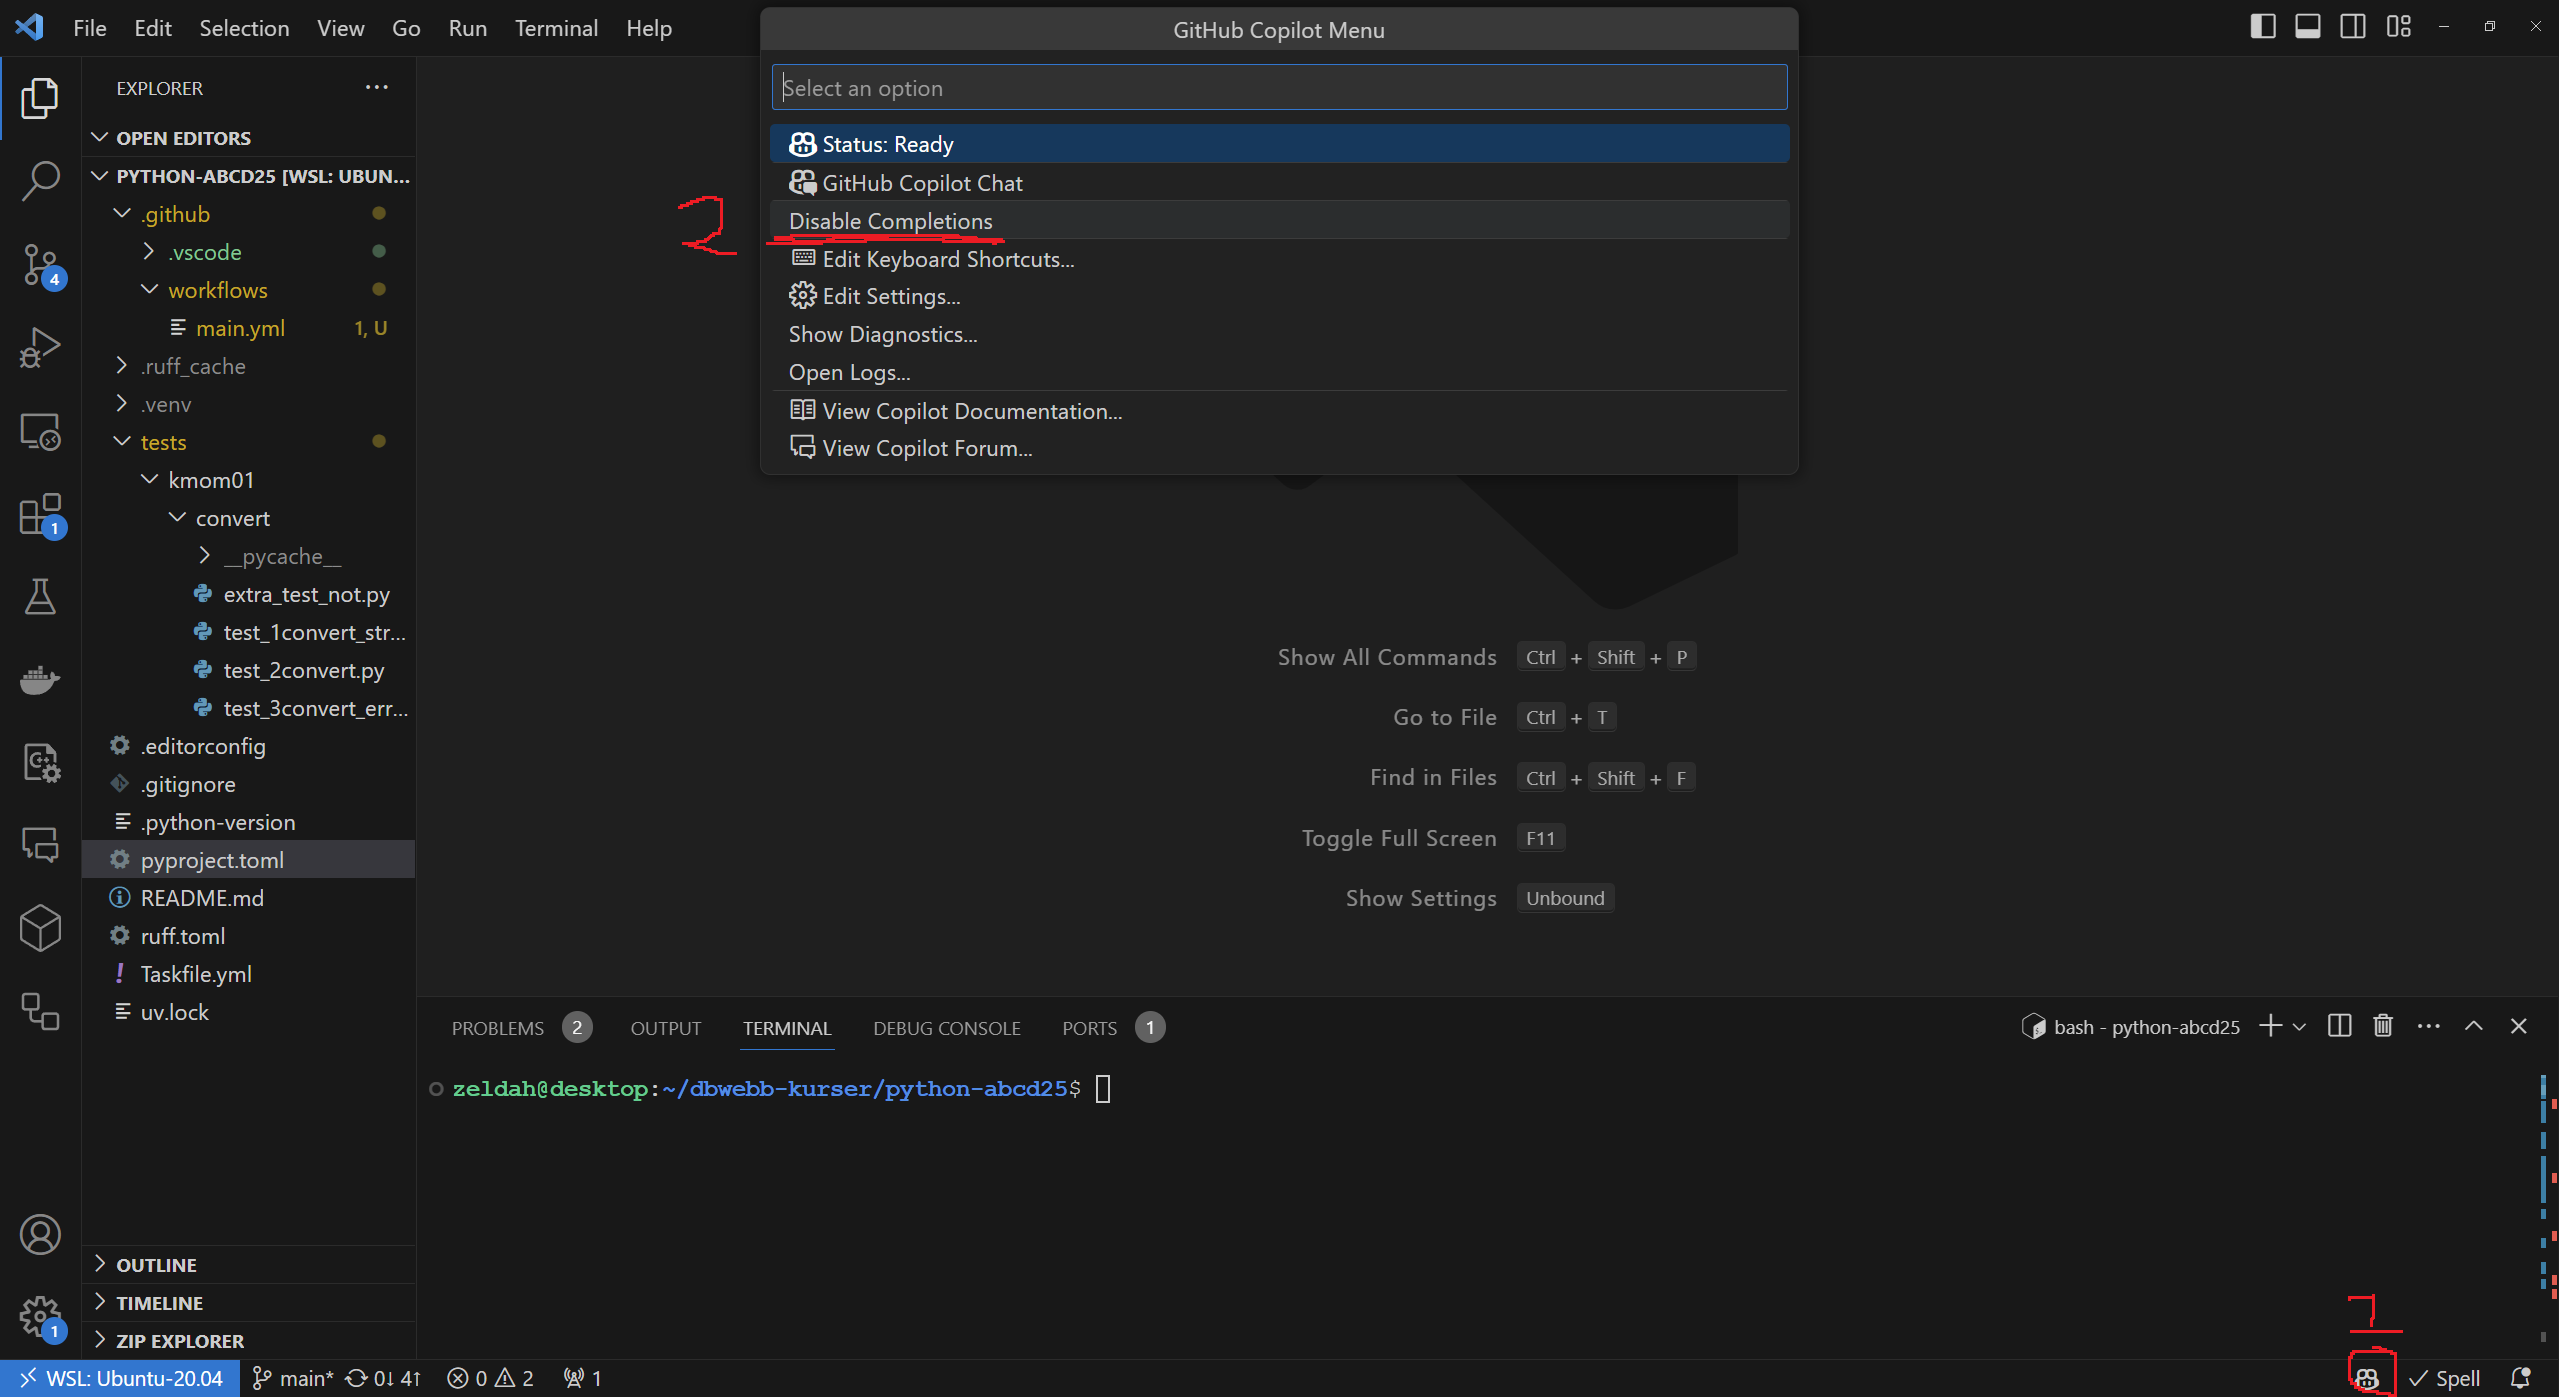 File Edit Selection View Go Run Terminal Help
GitHub Copilot Menu
Select an option
Status: Ready
GitHub Copilot Chat
Disable Completions
Edit Keyboard Shortcuts...
Edit Settings...
Show Diagnostics...
Open Logs...
View Copilot Documentation...
View Copilot Forum...
2
EXPLORER
OPEN EDITORS
PYTHON-ABCD25 [WSL: UBUN...
.github
.vscode
workflows
main.yml 1, U
.ruff_cache
.venv
tests
kmom01
convert
__pycache__
extra_test_not.py
test_1convert_str...
test_2convert.py
test_3convert_err...
.editorconfig
.gitignore
.python-version
pyproject.toml
README.md
ruff.toml
! Taskfile.yml
uv.lock
OUTLINE
TIMELINE
ZIP EXPLORER
4
1
1
Show All Commands Ctrl + Shift + P
Go to File Ctrl + T
Find in Files Ctrl + Shift + F
Toggle Full Screen F11
Show Settings Unbound
PROBLEMS 2 OUTPUT TERMINAL DEBUG CONSOLE PORTS 1
bash - python-abcd25
zeldah@desktop:~/dbwebb-kurser/python-abcd25$
1
WSL: Ubuntu-20.04 main* 0↓ 4↑ 0 2 1
Spell